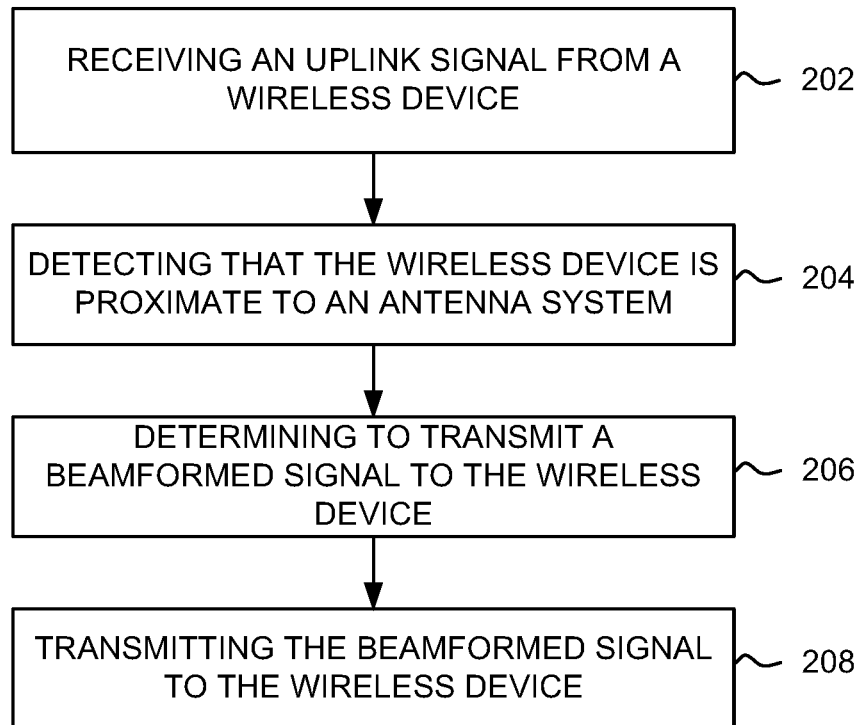 RECEIVING AN UPLINK SIGNAL FROM A
WIRELESS DEVICE
202
DETECTING THAT THE WIRELESS DEVICE IS
PROXIMATE TO AN ANTENNA SYSTEM
204
DETERMINING TO TRANSMIT A
BEAMFORMED SIGNAL TO THE WIRELESS
DEVICE
206
TRANSMITTING THE BEAMFORMED SIGNAL
TO THE WIRELESS DEVICE
208